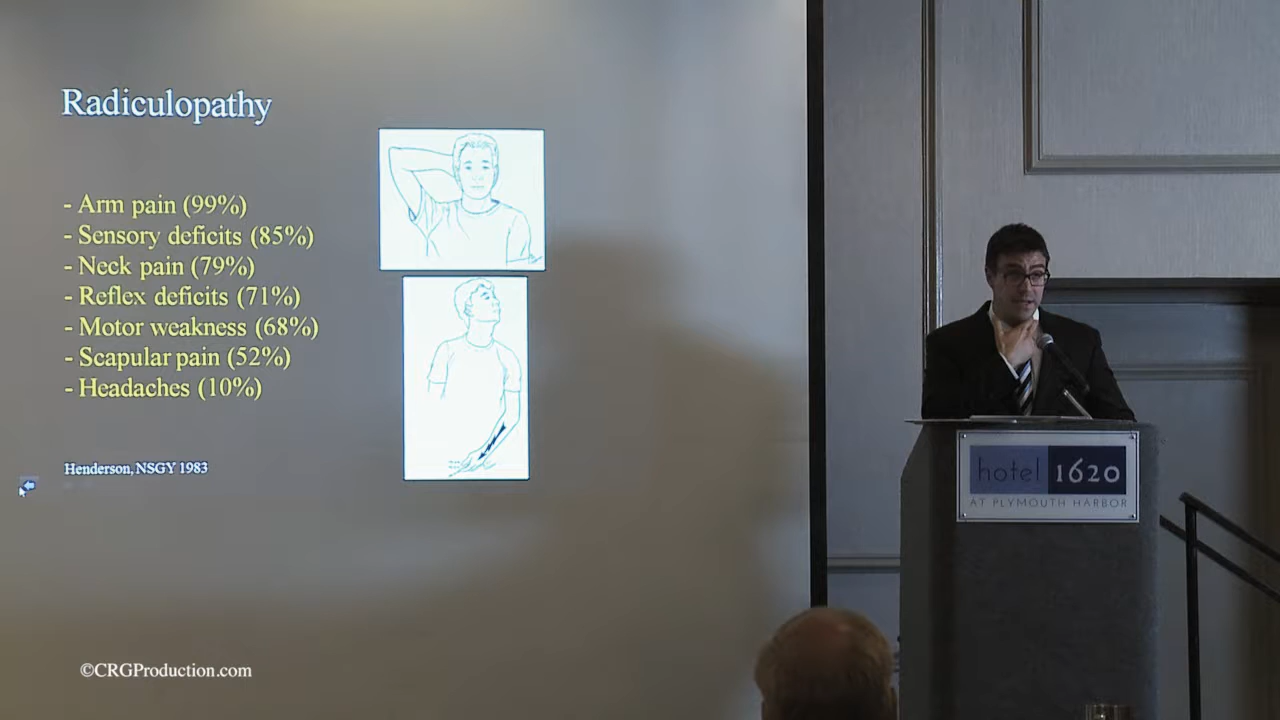 Radiculopathy
- Arm pain (99%)
- Sensory deficits (85%)
- Neck pain (79%)
- Reflex deficits (71%)
- Motor weakness (68%)
- Scapular pain (52%)
- Headaches (10%)
Henderson, NSGY 1983
hotel 1620
AT PLYMOUTH HARBOR
©CRGProduction.com